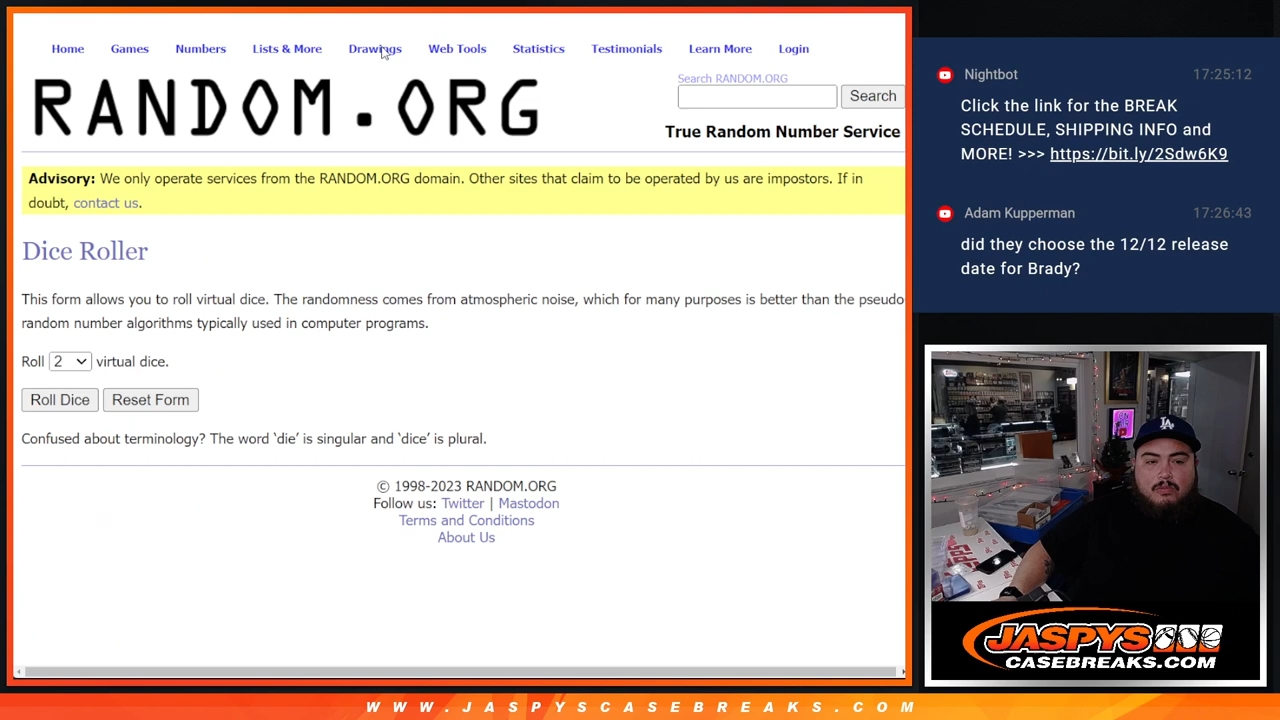 Home Games Numbers Lists & More Drawings Web Tools Statistics Testimonials Learn More Login
RANDOM.ORG
Search RANDOM.ORG
Search
True Random Number Service
Advisory: We only operate services from the RANDOM.ORG domain. Other sites that claim to be operated by us are impostors. If in
doubt, contact us.
Dice Roller
This form allows you to roll virtual dice. The randomness comes from atmospheric noise, which for many purposes is better than the pseudo-
random number algorithms typically used in computer programs.
Roll 2 virtual dice.
Roll Dice Reset Form
Confused about terminology? The word ‘die’ is singular and ‘dice’ is plural.
© 1998-2023 RANDOM.ORG
Follow us: Twitter | Mastodon
Terms and Conditions
About Us
Nightbot 17:25:12
Click the link for the BREAK
SCHEDULE, SHIPPING INFO and
MORE! >>> https://bit.ly/2Sdw6K9
Adam Kupperman 17:26:43
did they choose the 12/12 release
date for Brady?
LA
JASPYS
CASEBREAKS.COM
WWW.JASPYSCASEBREAKS.COM